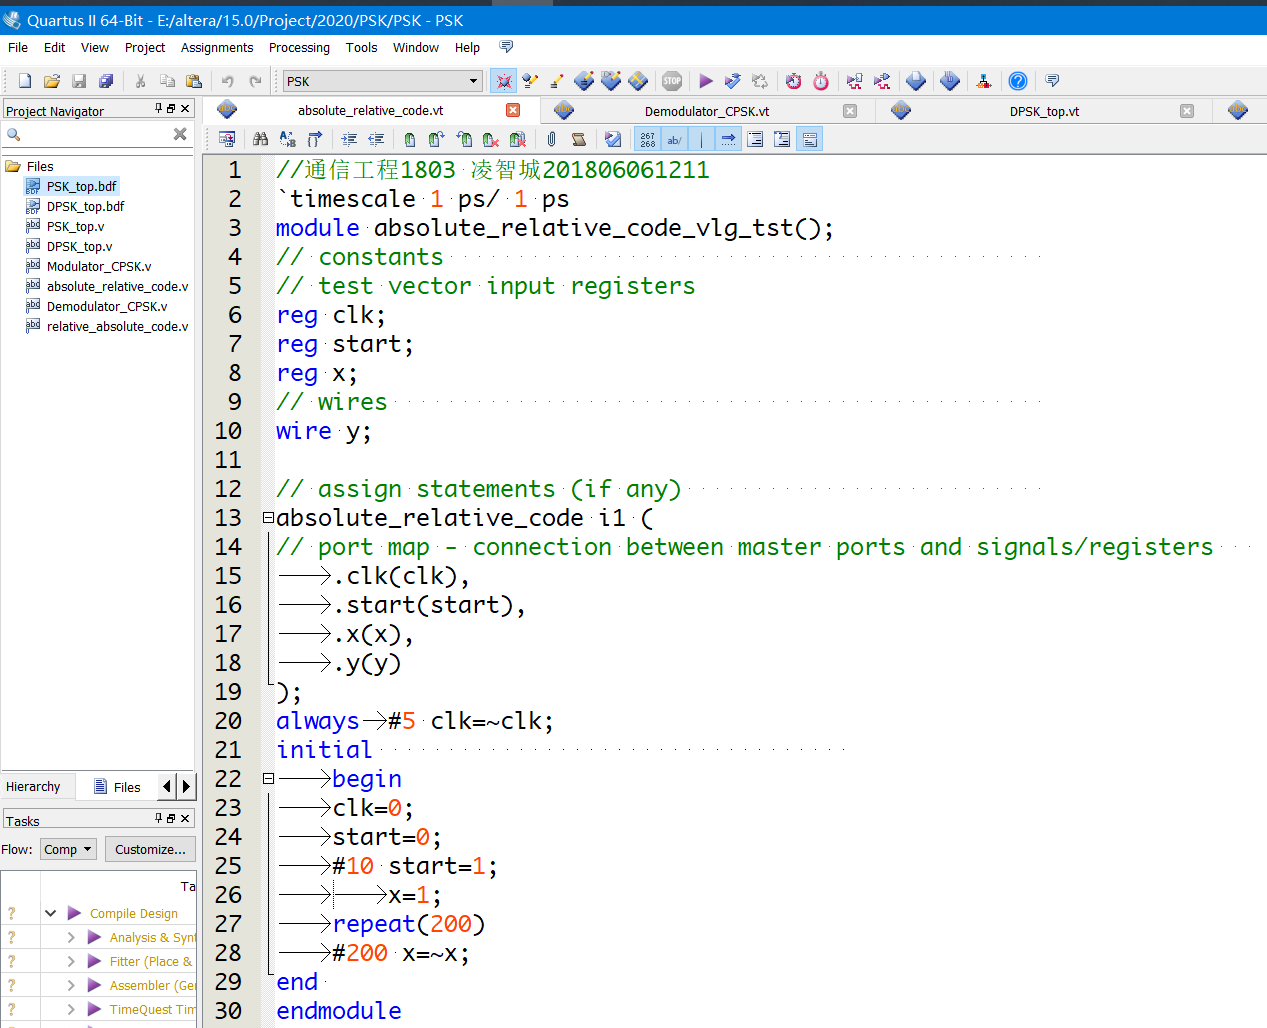 Quartus II 64-Bit - E:/altera/15.0/Project/2020/PSK/PSK - PSK
File Edit View Project Assignments Processing Tools Window Help
PSK
STOP
Project Navigator
absolute_relative_code.vt
Demodulator_CPSK.vt
DPSK_top.vt
267
268
ab/
Files
PSK_top.bdf
DPSK_top.bdf
PSK_top.v
DPSK_top.v
Modulator_CPSK.v
absolute_relative_code.v
Demodulator_CPSK.v
relative_absolute_code.v
Hierarchy
Files
Tasks
Flow: Comp Customize...
Ta
Compile Design
Analysis & Synt
Fitter (Place &
Assembler (Ge
TimeQuest Tim
1 //通信工程1803 凌智城201806061211
2 `timescale 1 ps/ 1 ps
3 module absolute_relative_code_vlg_tst();
4 // constants
5 // test vector input registers
6 reg clk;
7 reg start;
8 reg x;
9 // wires
10 wire y;
11
12 // assign statements (if any)
13 absolute_relative_code i1 (
14 // port map - connection between master ports and signals/registers
15 .clk(clk),
16 .start(start),
17 .x(x),
18 .y(y)
19 );
20 always #5 clk=~clk;
21 initial
22 begin
23 clk=0;
24 start=0;
25 #10 start=1;
26 x=1;
27 repeat(200)
28 #200 x=~x;
29 end
30 endmodule